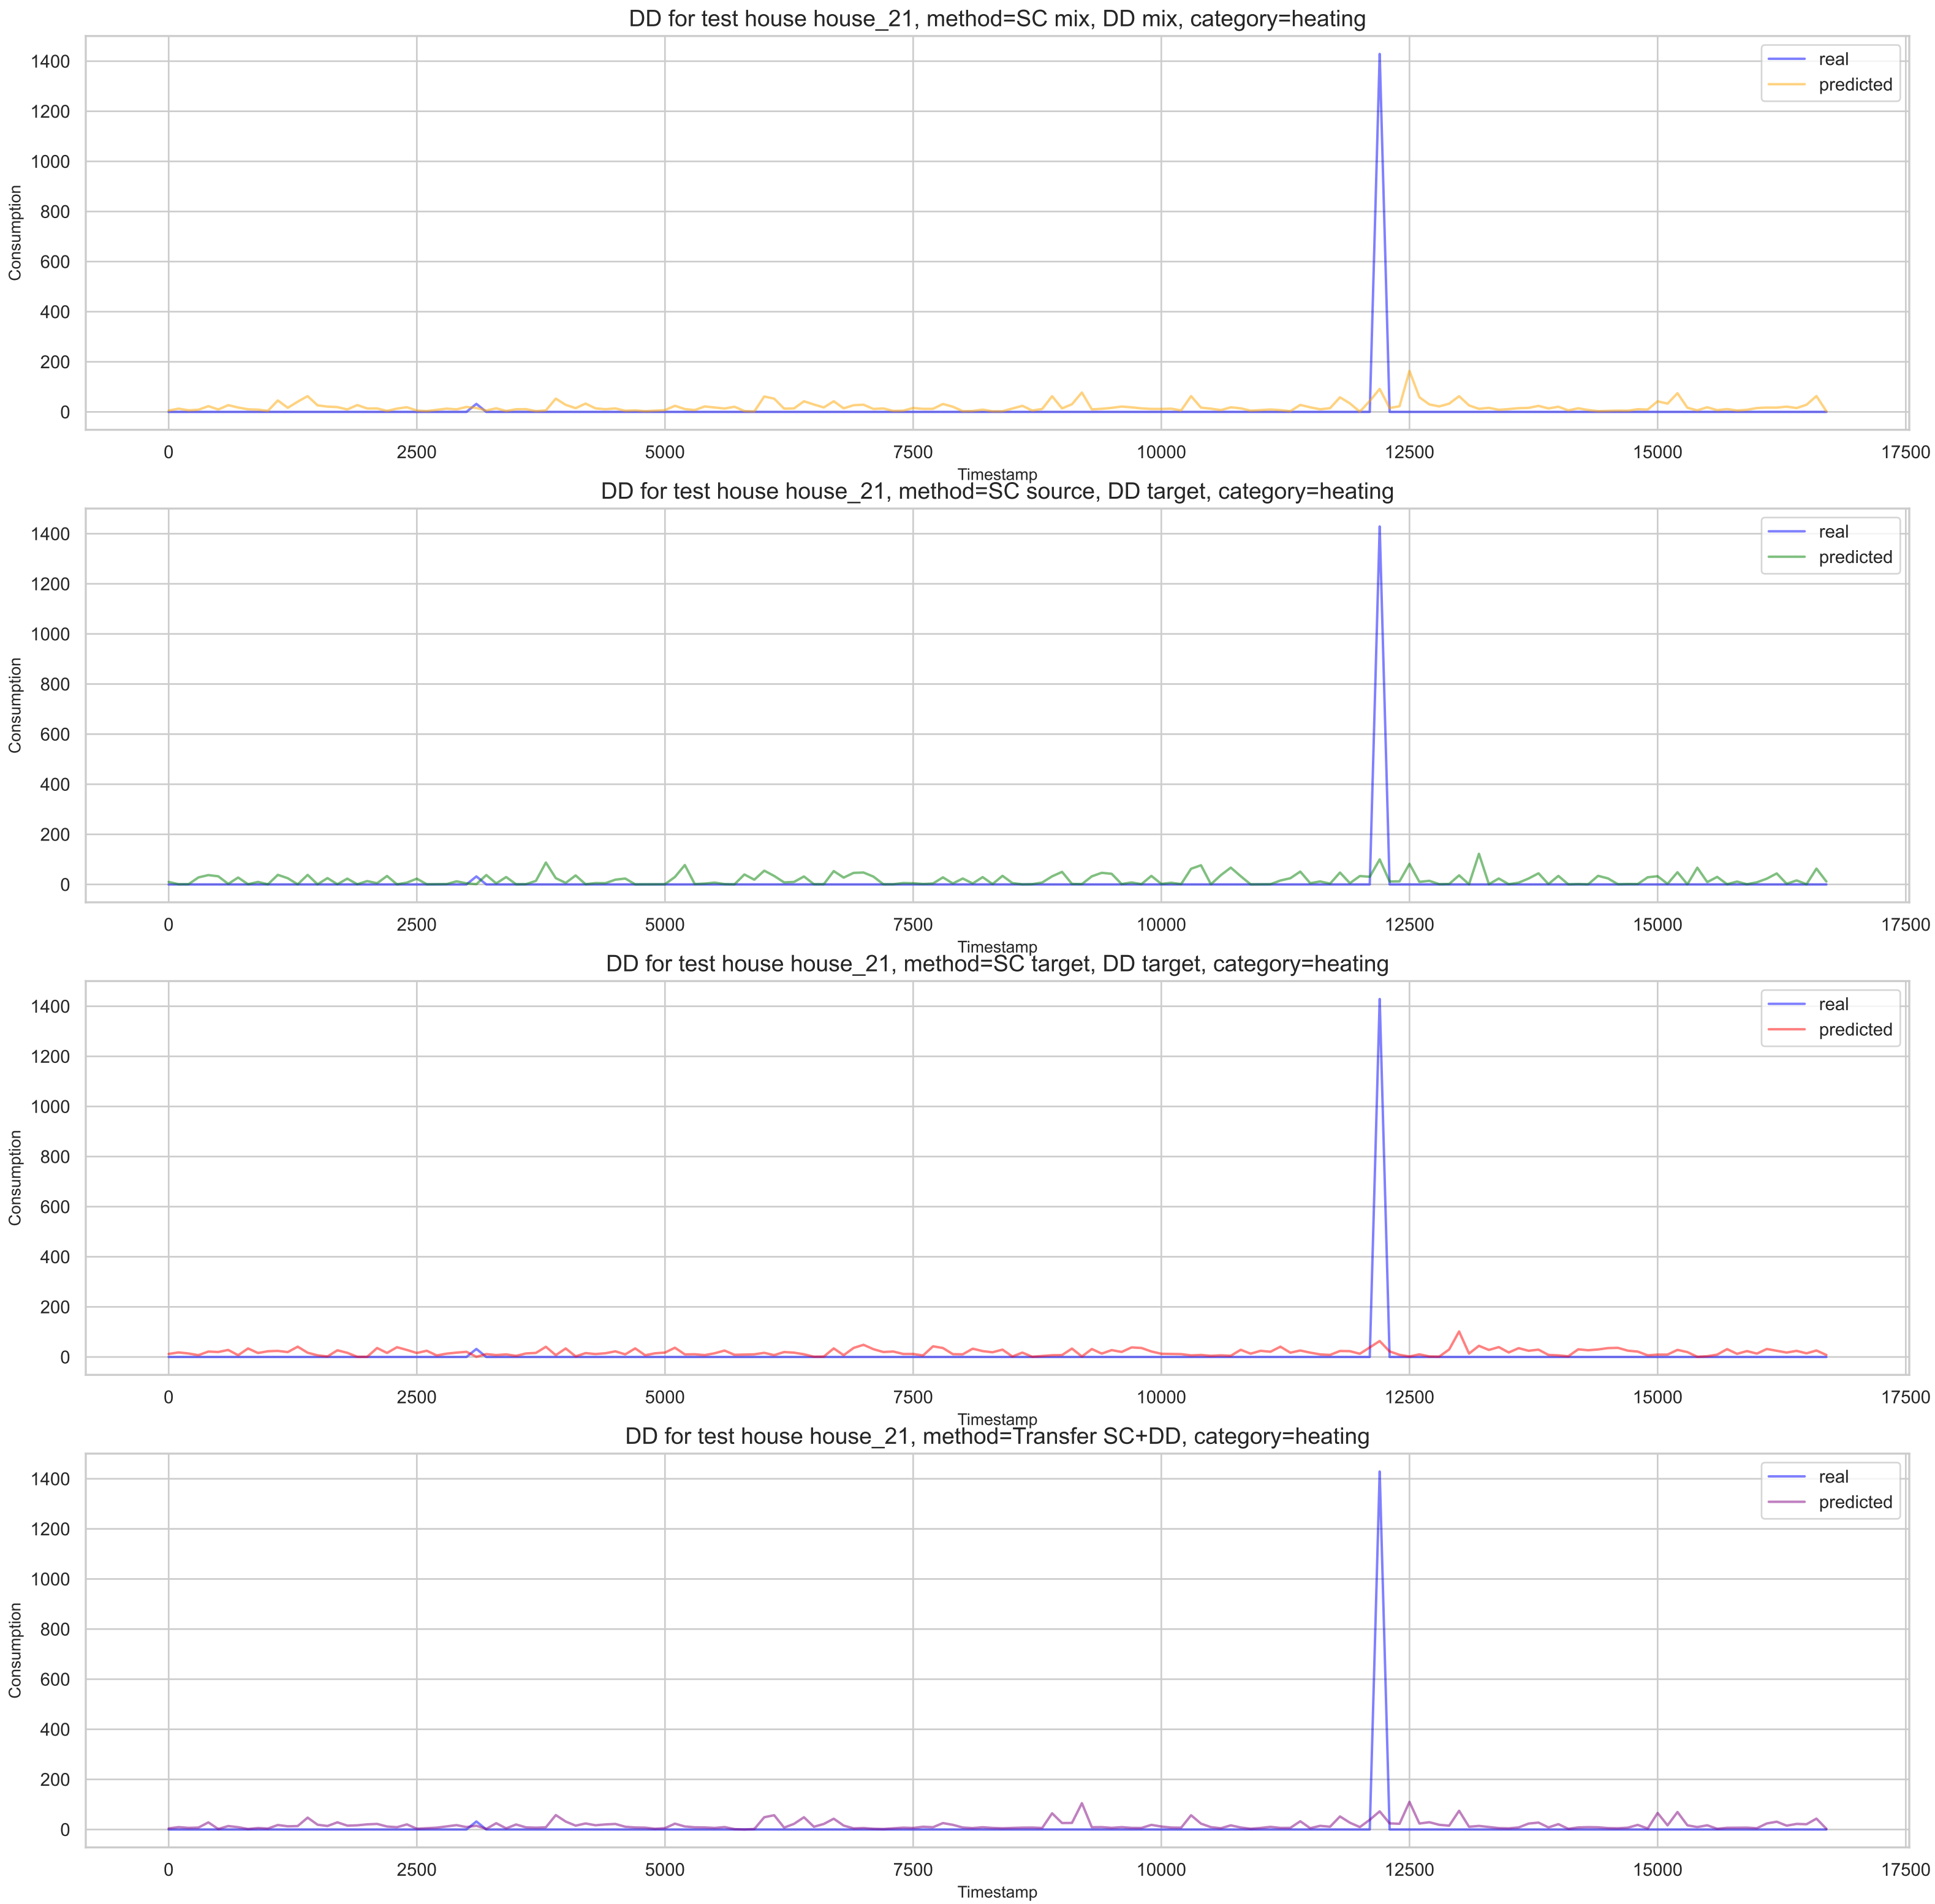 DD for test house house_21, method=SC mix, DD mix, category=heating
real
predicted
Consumption
1400
1200
1000
800
600
400
200
0
0 2500 5000 7500 10000 12500 15000 17500
Timestamp
DD for test house house_21, method=SC source, DD target, category=heating
real
predicted
Consumption
1400
1200
1000
800
600
400
200
0
0 2500 5000 7500 10000 12500 15000 17500
Timestamp
DD for test house house_21, method=SC target, DD target, category=heating
real
predicted
Consumption
1400
1200
1000
800
600
400
200
0
0 2500 5000 7500 10000 12500 15000 17500
Timestamp
DD for test house house_21, method=Transfer SC+DD, category=heating
real
predicted
Consumption
1400
1200
1000
800
600
400
200
0
0 2500 5000 7500 10000 12500 15000 17500
Timestamp